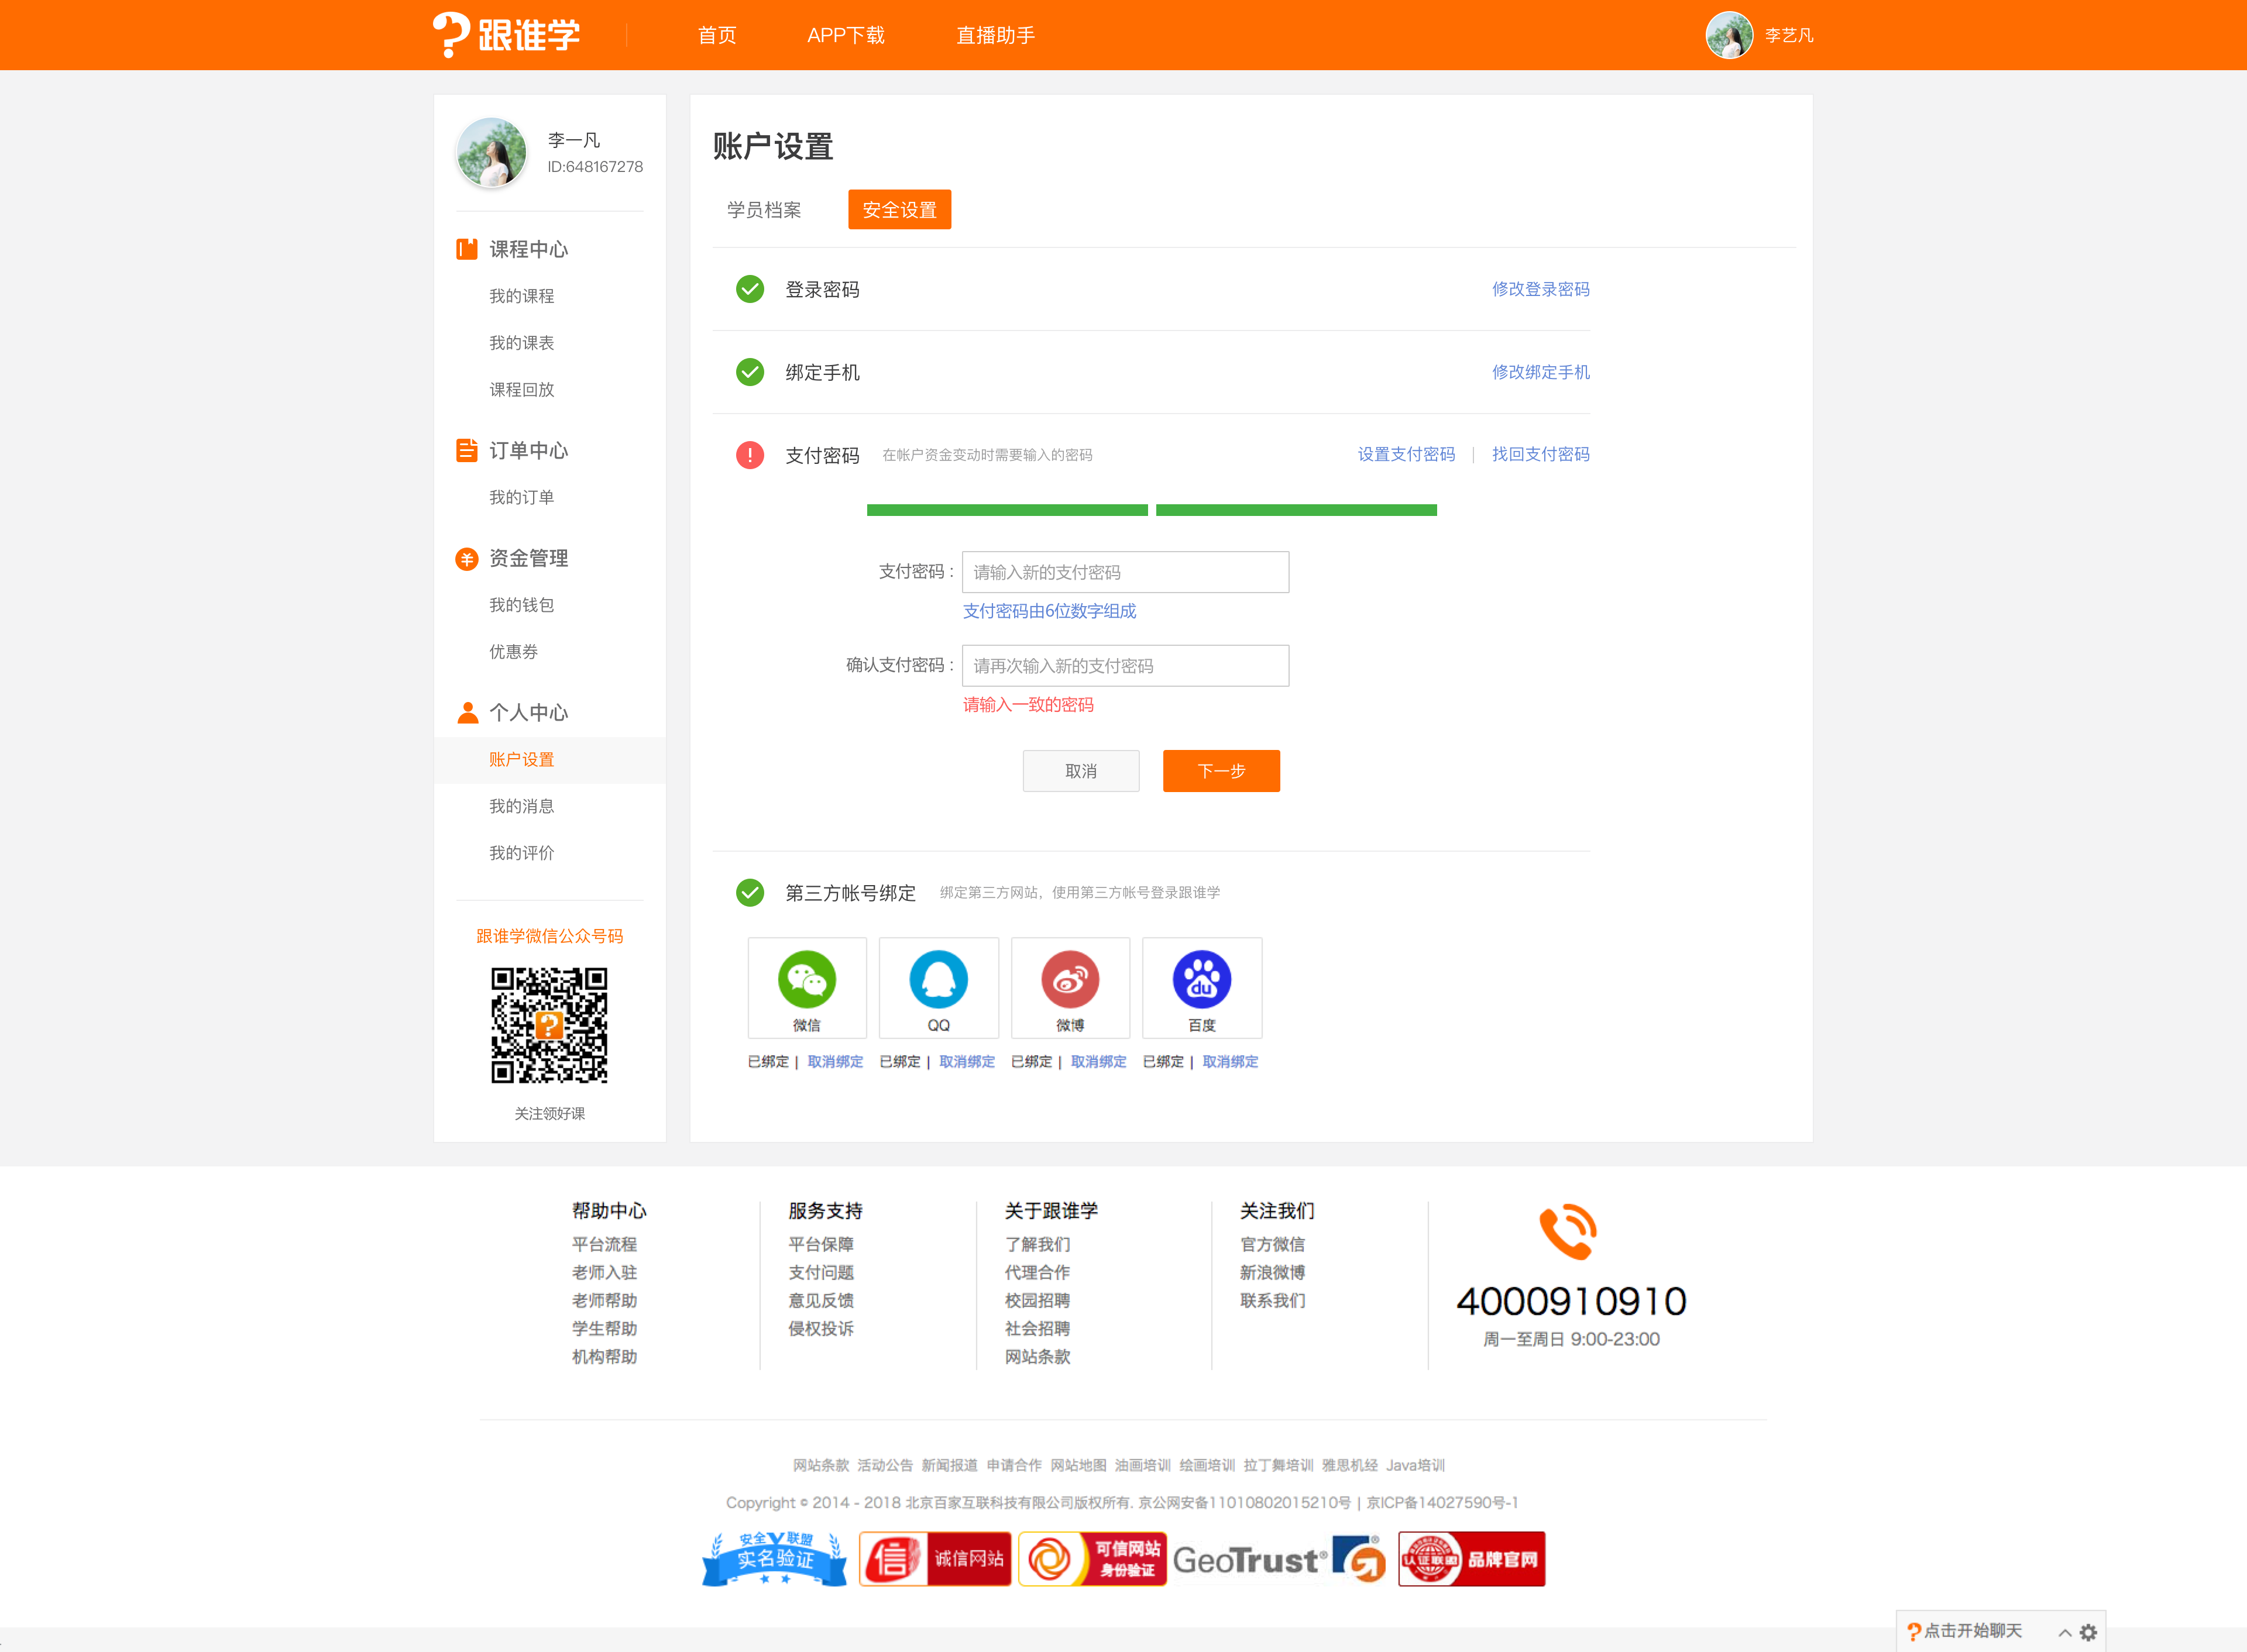 跟谁学
首页 APP下载 直播助手
李艺凡
李一凡
ID:648167278
课程中心
我的课程
我的课表
课程回放
订单中心
我的订单
资金管理
我的钱包
优惠券
个人中心
账户设置
我的消息
我的评价
跟谁学微信公众号码
关注领好课
账户设置
学员档案 安全设置
登录密码 修改登录密码
绑定手机 修改绑定手机
支付密码 在帐户资金变动时需要输入的密码 设置支付密码 | 找回支付密码
支付密码： 请输入新的支付密码
支付密码由6位数字组成
确认支付密码： 请再次输入新的支付密码
请输入一致的密码
取消 下一步
第三方帐号绑定 绑定第三方网站，使用第三方帐号登录跟谁学
微信 QQ 微博 du 百度
已绑定 | 取消绑定 已绑定 | 取消绑定 已绑定 | 取消绑定 已绑定 | 取消绑定
帮助中心
平台流程
老师入驻
老师帮助
学生帮助
机构帮助
服务支持
平台保障
支付问题
意见反馈
侵权投诉
关于跟谁学
了解我们
代理合作
校园招聘
社会招聘
网站条款
关注我们
官方微信
新浪微博
联系我们
4000910910
周一至周日 9:00-23:00
网站条款 活动公告 新闻报道 申请合作 网站地图 油画培训 绘画培训 拉丁舞培训 雅思机经 Java培训
Copyright © 2014 - 2018 北京百家互联科技有限公司版权所有. 京公网安备11010802015210号 | 京ICP备14027590号-1
安全联盟
实名验证
信 诚信网站
可信网站
身份验证
GeoTrust®
认证联盟 品牌官网
点击开始聊天